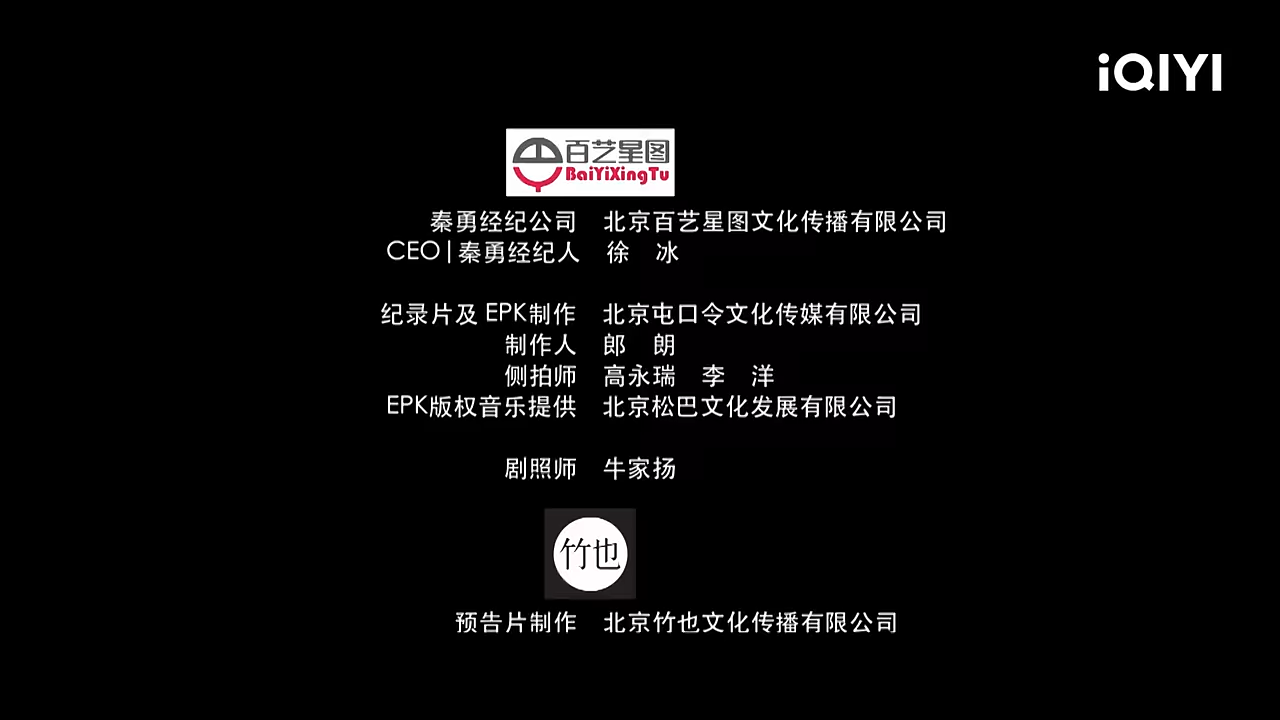 iQIYI
百艺星图
BaiYiXingTu
秦勇经纪公司 北京百艺星图文化传播有限公司
CEO|秦勇经纪人 徐 冰
纪录片及 EPK制作 北京屯口令文化传媒有限公司
制作人 郎 朗
侧拍师 高永瑞 李 洋
EPK版权音乐提供 北京松巴文化发展有限公司
剧照师 牛家扬
竹也
预告片制作 北京竹也文化传播有限公司